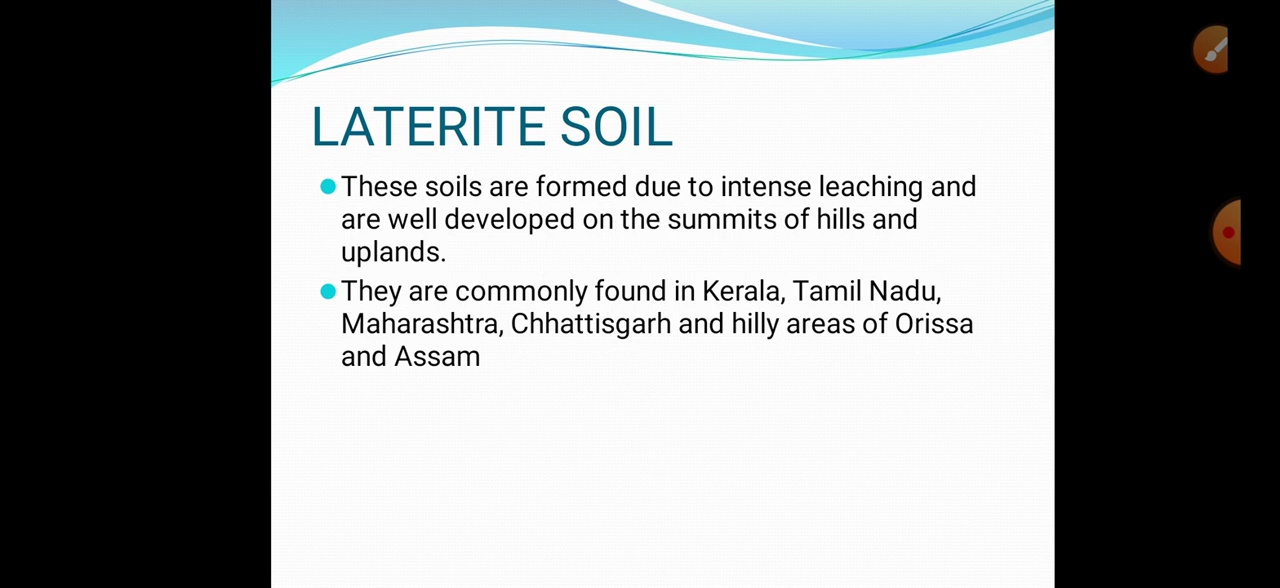 LATERITE SOIL
These soils are formed due to intense leaching and
are well developed on the summits of hills and
uplands.
They are commonly found in Kerala, Tamil Nadu,
Maharashtra, Chhattisgarh and hilly areas of Orissa
and Assam